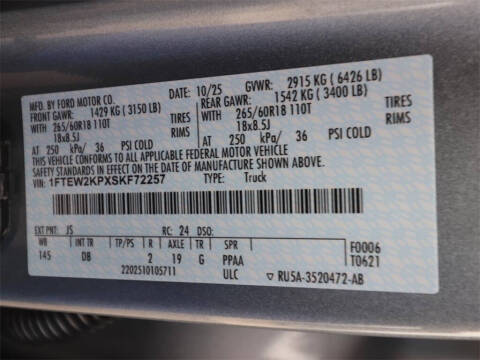 MFD. BY FORD MOTOR CO.
DATE: 10/25 GVWR: 2915 KG (6426 LB)
FRONT GAWR: 1429 KG (3150 LB) REAR GAWR: 1542 KG (3400 LB)
WITH 265/60R18 110T TIRES WITH 265/60R18 110T TIRES
18x8.5J RIMS 18x8.5J RIMS
AT 250 kPa/ 36 PSI COLD AT 250 kPa/ 36 PSI COLD
THIS VEHICLE CONFORMS TO ALL APPLICABLE FEDERAL MOTOR VEHICLE
SAFETY STANDARDS IN EFFECT ON THE DATE OF MANUFACTURE SHOWN ABOVE.
VIN: 1FTEW2KPXSKF72257 TYPE: Truck
EXT PNT: JS RC: 24 DSO: F0006
WB INT TR TP/PS R AXLE TR SPR T0621
145 DB 2 19 G PPAA
2202510105711 ULC ▽ RU5A-3520472-AB